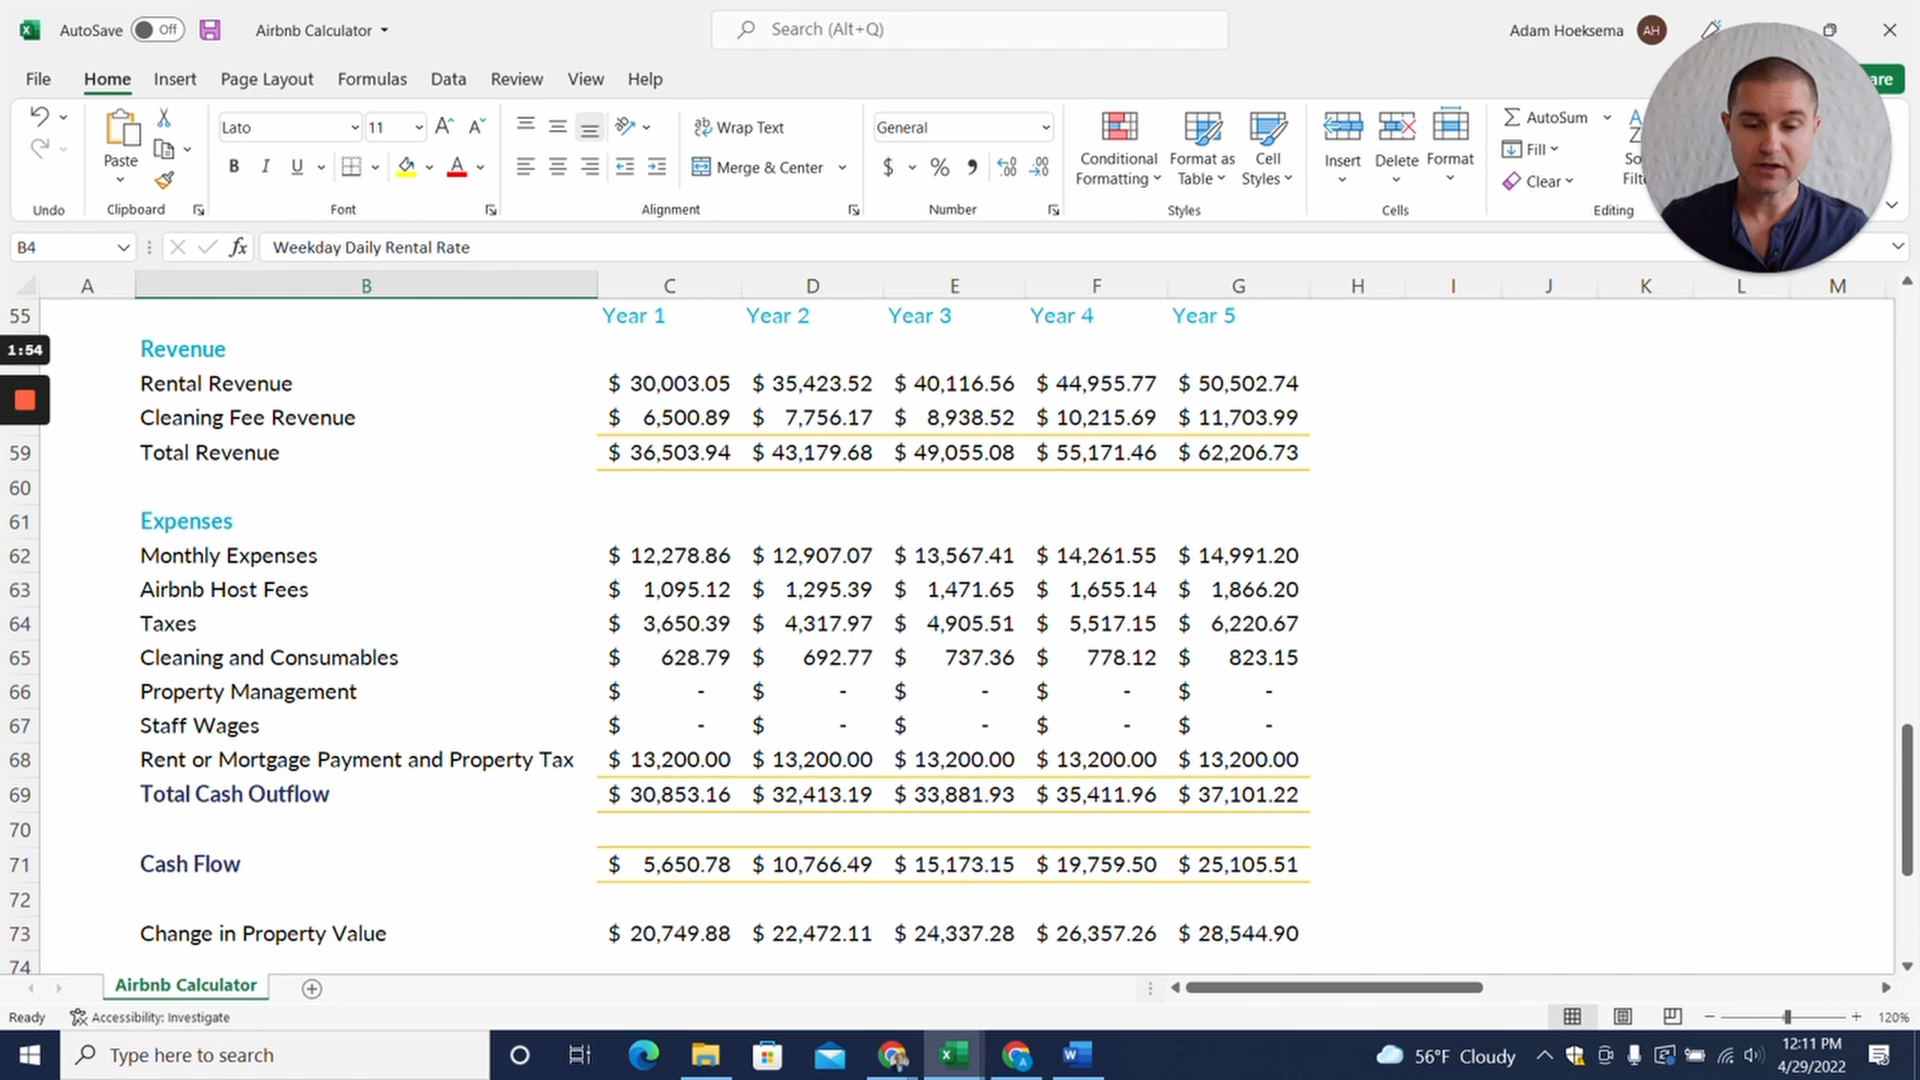 AutoSave Off Airbnb Calculator Search (Alt+Q) Adam Hoeksema AH
File Home Insert Page Layout Formulas Data Review View Help
Lato 11 Wrap Text General AutoSum
Paste B I U Merge & Center $ % Conditional Formatting Format as Table Cell Styles Insert Delete Format Fill Clear
Undo Clipboard Font Alignment Number Styles Cells Editing
B4 fx Weekday Daily Rental Rate
A B C D E F G H I J K L M
55 Year 1 Year 2 Year 3 Year 4 Year 5
1:54 Revenue
Rental Revenue $ 30,003.05 $ 35,423.52 $ 40,116.56 $ 44,955.77 $ 50,502.74
Cleaning Fee Revenue $ 6,500.89 $ 7,756.17 $ 8,938.52 $ 10,215.69 $ 11,703.99
59 Total Revenue $ 36,503.94 $ 43,179.68 $ 49,055.08 $ 55,171.46 $ 62,206.73
60
61 Expenses
62 Monthly Expenses $ 12,278.86 $ 12,907.07 $ 13,567.41 $ 14,261.55 $ 14,991.20
63 Airbnb Host Fees $ 1,095.12 $ 1,295.39 $ 1,471.65 $ 1,655.14 $ 1,866.20
64 Taxes $ 3,650.39 $ 4,317.97 $ 4,905.51 $ 5,517.15 $ 6,220.67
65 Cleaning and Consumables $ 628.79 $ 692.77 $ 737.36 $ 778.12 $ 823.15
66 Property Management $ - $ - $ - $ - $ -
67 Staff Wages $ - $ - $ - $ - $ -
68 Rent or Mortgage Payment and Property Tax $ 13,200.00 $ 13,200.00 $ 13,200.00 $ 13,200.00 $ 13,200.00
69 Total Cash Outflow $ 30,853.16 $ 32,413.19 $ 33,881.93 $ 35,411.96 $ 37,101.22
70
71 Cash Flow $ 5,650.78 $ 10,766.49 $ 15,173.15 $ 19,759.50 $ 25,105.51
72
73 Change in Property Value $ 20,749.88 $ 22,472.11 $ 24,337.28 $ 26,357.26 $ 28,544.90
74
Airbnb Calculator
Ready Accessibility: Investigate 120%
Type here to search 56°F Cloudy 12:11 PM
4/29/2022